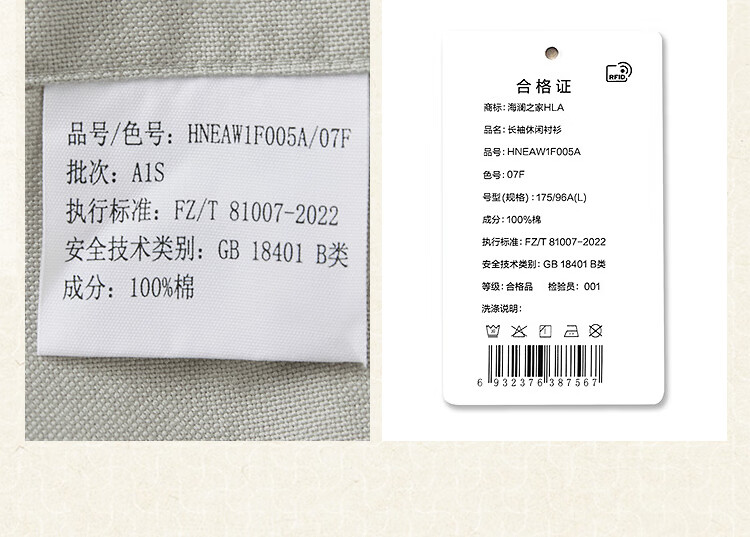 品号/色号：HNEAW1F005A/07F
批次：A1S
执行标准：FZ/T 81007-2022
安全技术类别：GB 18401 B类
成分：100%棉
RFID
合格证
商标：海澜之家HLA
品名：长袖休闲衬衫
品号：HNEAW1F005A
色号：07F
号型(规格)：175/96A(L)
成分：100%棉
执行标准：FZ/T 81007-2022
安全技术类别：GB 18401 B类
等级：合格品 检验员：001
洗涤说明：
6 932376 387567